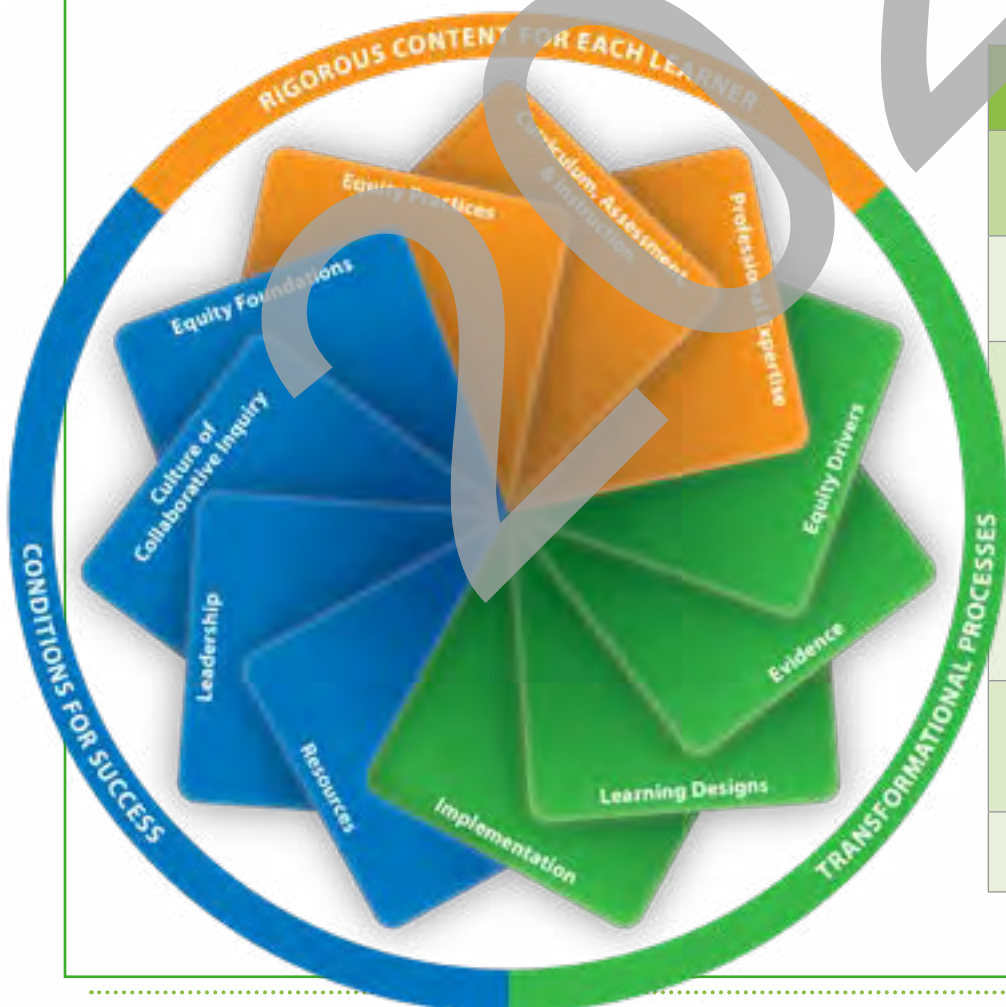 RIGOROUS CONTENT FOR EACH LEARNER
Equity Practices
Curriculum, Assessment
& Instruction
Professional Expertise
Equity Foundations
Culture of
Collaborative Inquiry
Leadership
Resources
Equity Drivers
Evidence
Learning Designs
Implementation
CONDITIONS FOR SUCCESS
TRANSFORMATIONAL PROCESSES
20